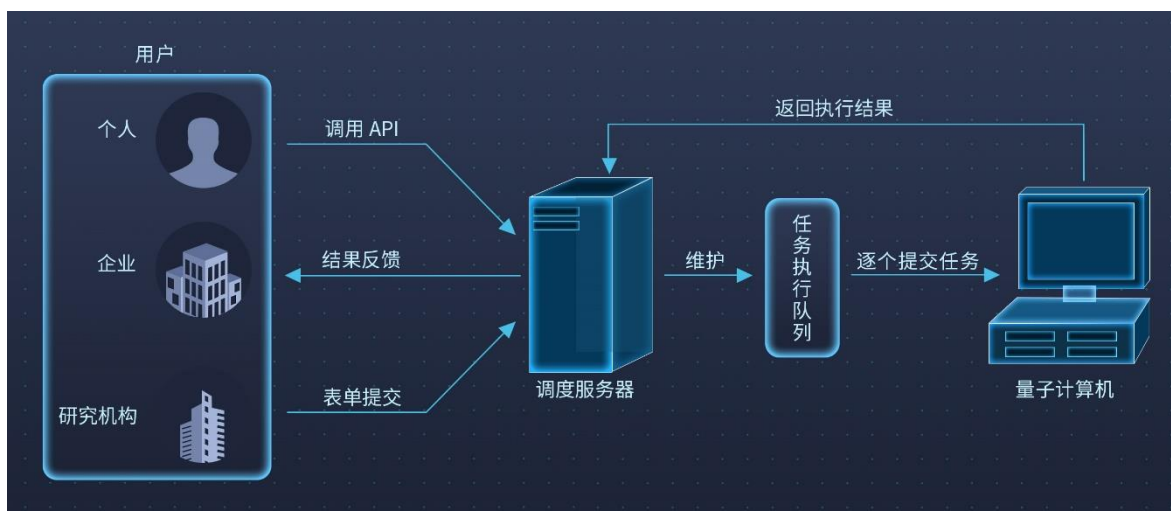 用户
个人
企业
研究机构
调用 API
结果反馈
表单提交
调度服务器
维护
任务执行队列
逐个提交任务
返回执行结果
量子计算机